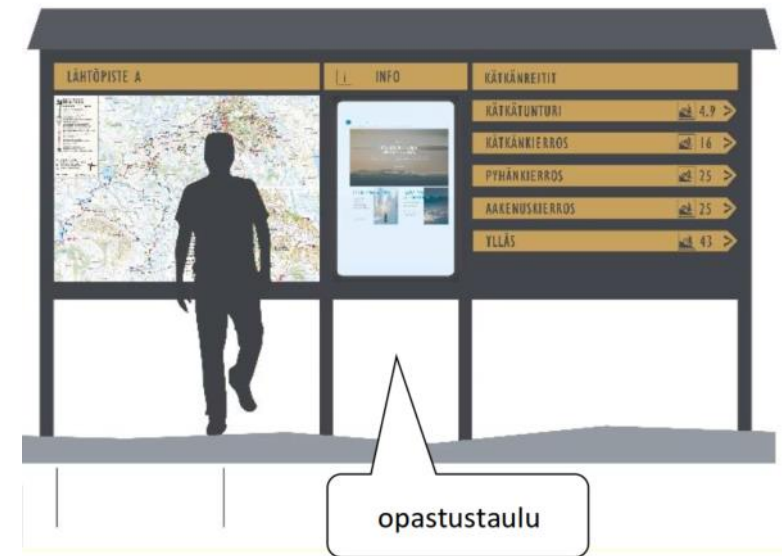 LÄHTÖPISTE A
i INFO
KÄTKÄNREITIT
KÄTKÄTUNTURI 4.9 >
KÄTKÄNKIERROS 16 >
PYHÄNKIERROS 25 >
AAKENUSKIERROS 25 >
YLLÄS 43 >
opastustaulu